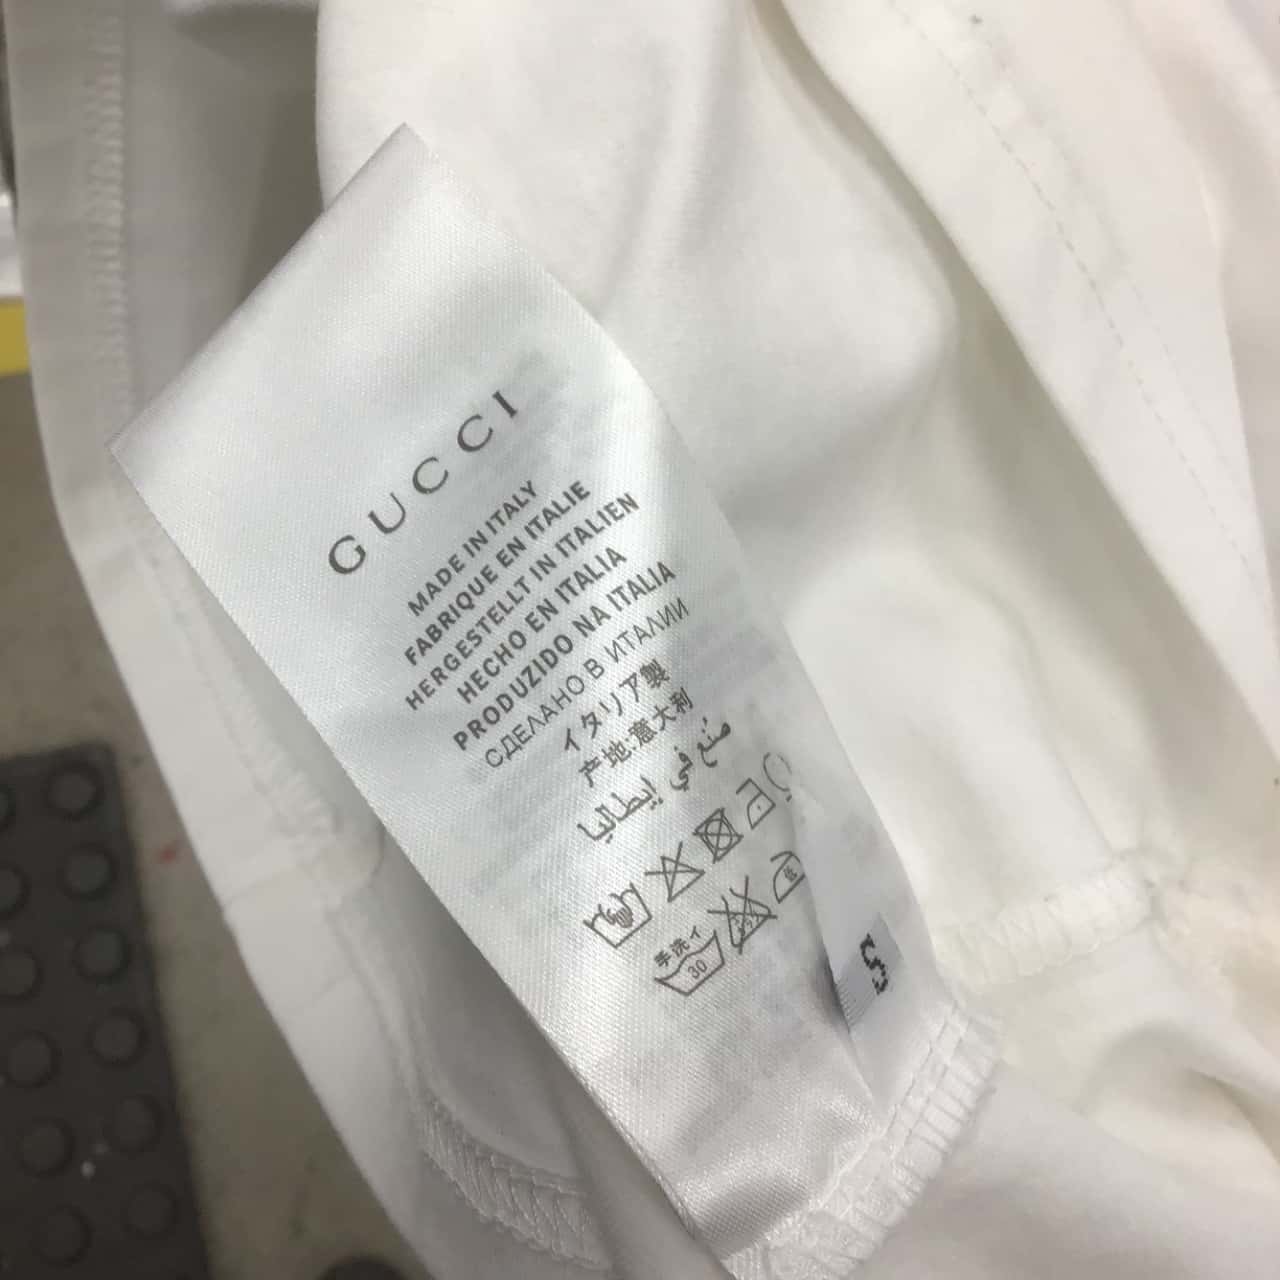 GUCCI
MADE IN ITALY
FABRIQUE EN ITALIE
HERGESTELLT IN ITALIEN
HECHO EN ITALIA
PRODUZIDO NA ITALIA
СДЕЛАНО В ИТАЛИИ
イタリア製
产地:意大利
صنع في إيطاليا
手洗イ
30
S